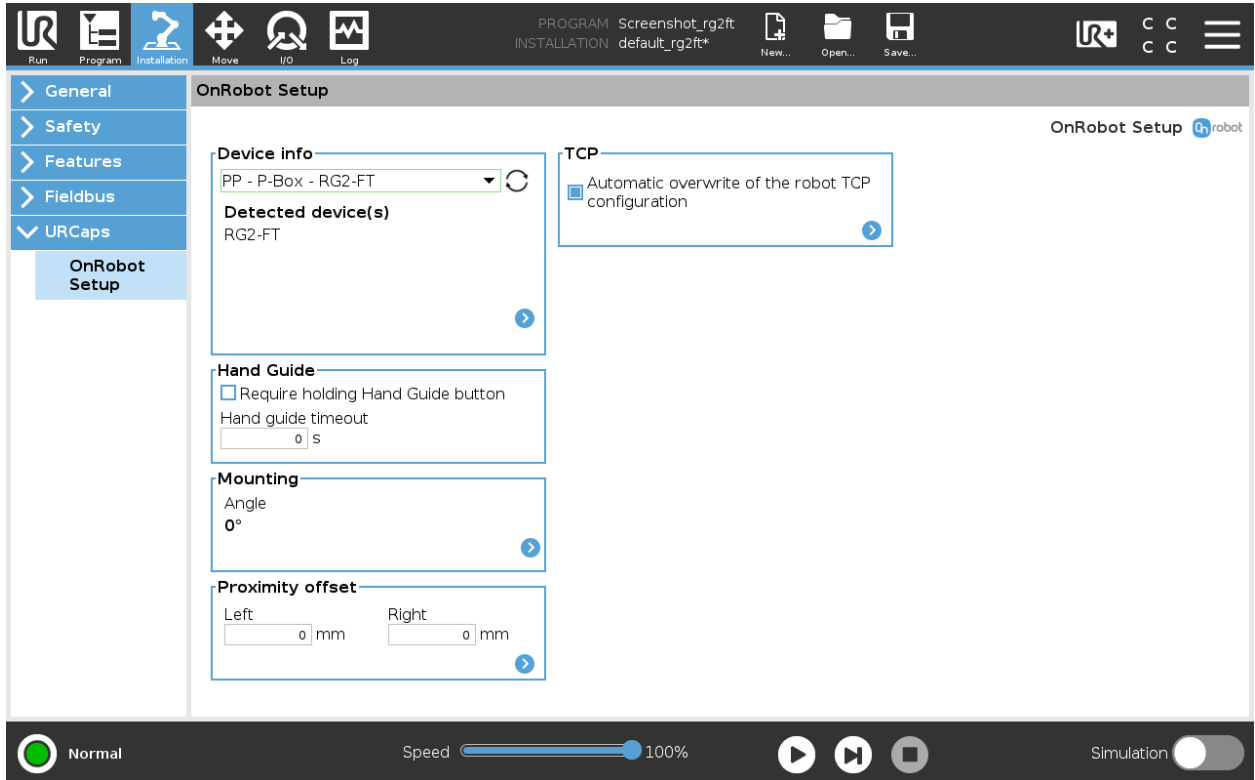 PROGRAM Screenshot_rg2ft
INSTALLATION default_rg2ft*
Run
Program
Installation
Move
I/O
Log
New...
Open...
Save...
UR+
C C
C C
General
Safety
Features
Fieldbus
URCaps
OnRobot
Setup
OnRobot Setup
OnRobot Setup
On robot
Device info
PP - P-Box - RG2-FT
Detected device(s)
RG2-FT
TCP
Automatic overwrite of the robot TCP
configuration
Hand Guide
Require holding Hand Guide button
Hand guide timeout
0 s
Mounting
Angle
0°
Proximity offset
Left Right
0 mm 0 mm
Normal
Speed 100%
Simulation